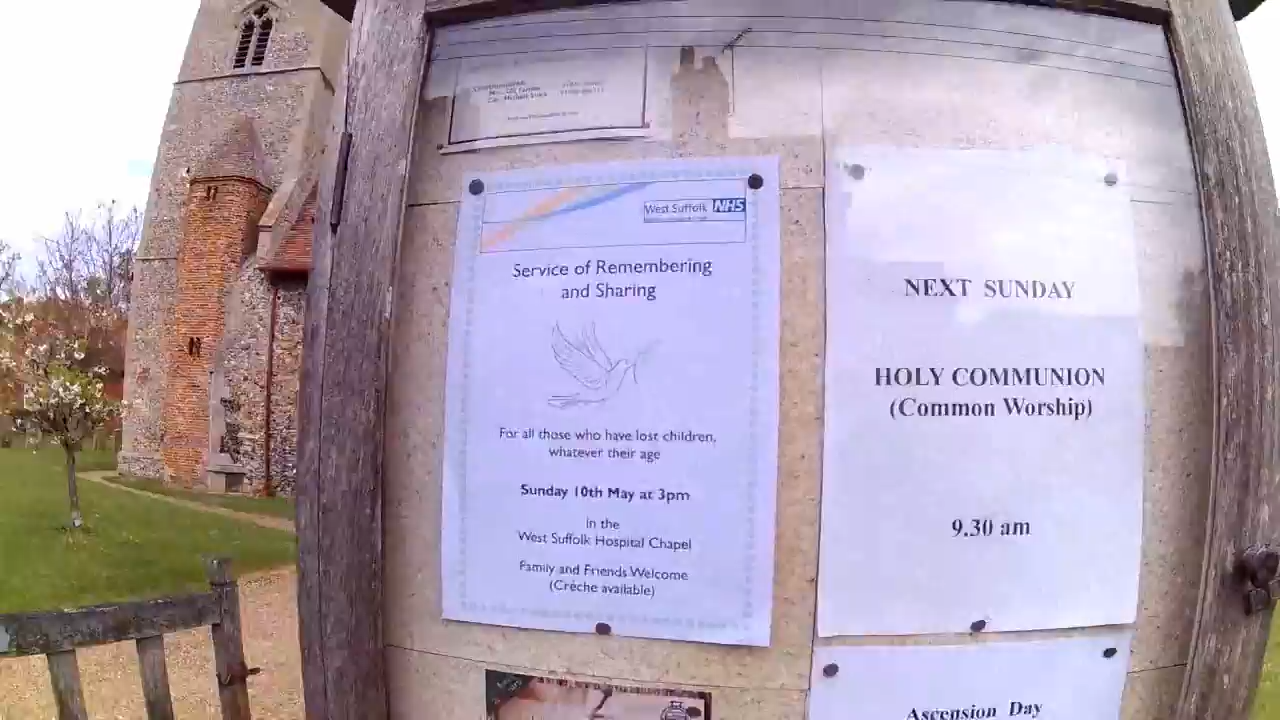 West Suffolk NHS
Service of Remembering
and Sharing
For all those who have lost children,
whatever their age
Sunday 10th May at 3pm
in the
West Suffolk Hospital Chapel
Family and Friends Welcome
(Crèche available)
NEXT SUNDAY
HOLY COMMUNION
(Common Worship)
9.30 am
Ascension Day